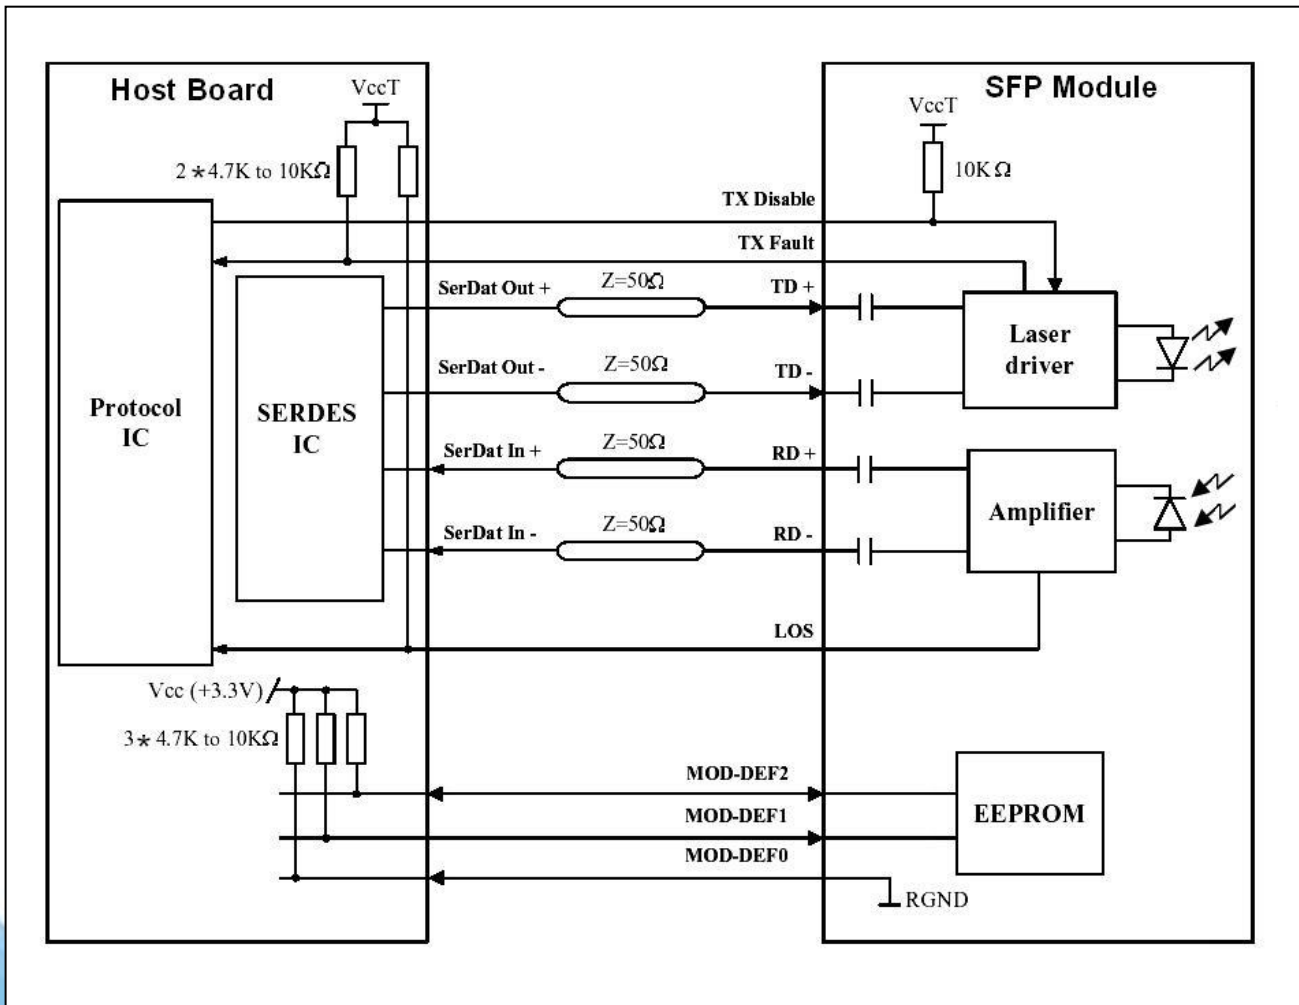 Host Board
SFP Module
VccT
VccT
2*4.7K to 10KΩ
10KΩ
TX Disable
TX Fault
SerDat Out +
Z=50Ω
TD +
Laser
driver
SerDat Out -
Z=50Ω
TD -
Protocol
IC
SERDES
IC
SerDat In +
Z=50Ω
RD +
Amplifier
SerDat In -
Z=50Ω
RD -
LOS
Vcc (+3.3V)
3*4.7K to 10KΩ
MOD-DEF2
MOD-DEF1
EEPROM
MOD-DEF0
RGND